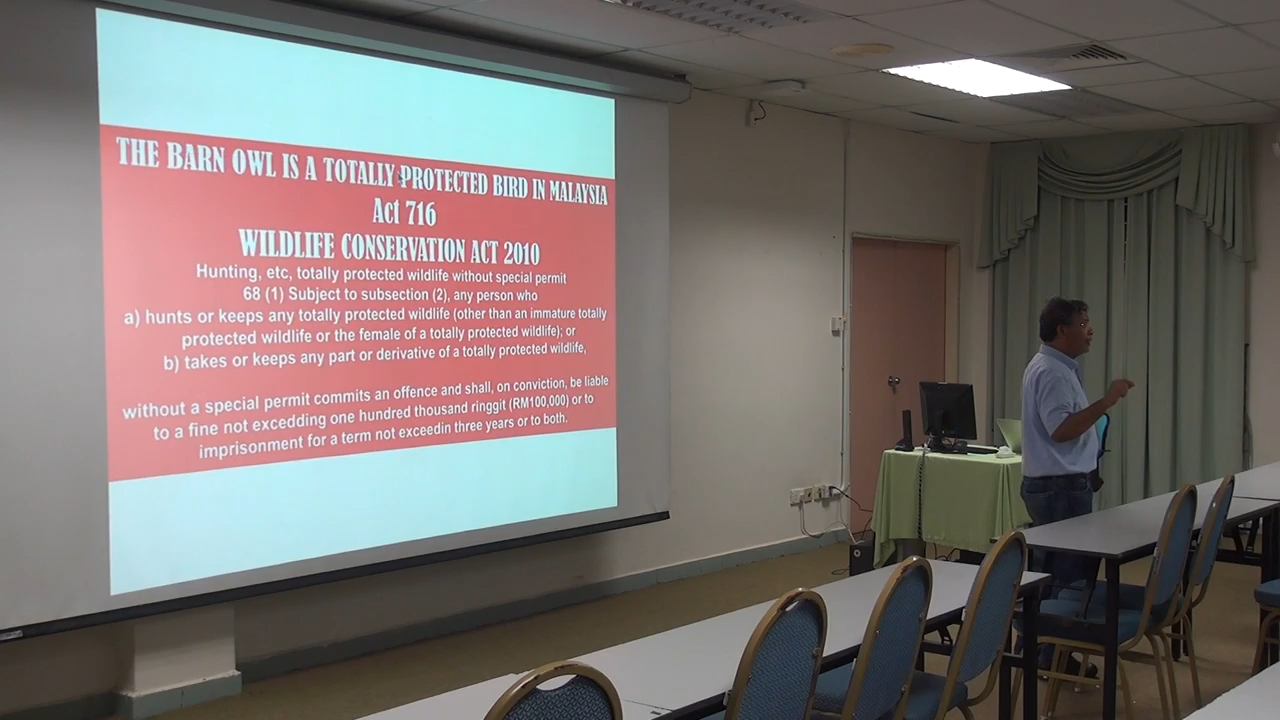 THE BARN OWL IS A TOTALLY PROTECTED BIRD IN MALAYSIA
Act 716
WILDLIFE CONSERVATION ACT 2010
Hunting, etc, totally protected wildlife without special permit
68 (1) Subject to subsection (2), any person who
a) hunts or keeps any totally protected wildlife (other than an immature totally
protected wildlife or the female of a totally protected wildlife); or
b) takes or keeps any part or derivative of a totally protected wildlife,
without a special permit commits an offence and shall, on conviction, be liable
to a fine not excedding one hundred thousand ringgit (RM100,000) or to
imprisonment for a term not exceedin three years or to both.